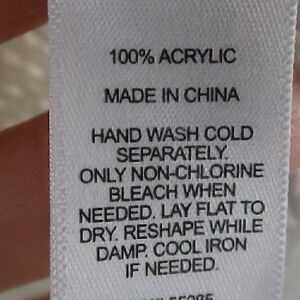 100% ACRYLIC
MADE IN CHINA
HAND WASH COLD
SEPARATELY.
ONLY NON-CHLORINE
BLEACH WHEN
NEEDED. LAY FLAT TO
DRY. RESHAPE WHILE
DAMP. COOL IRON
IF NEEDED.